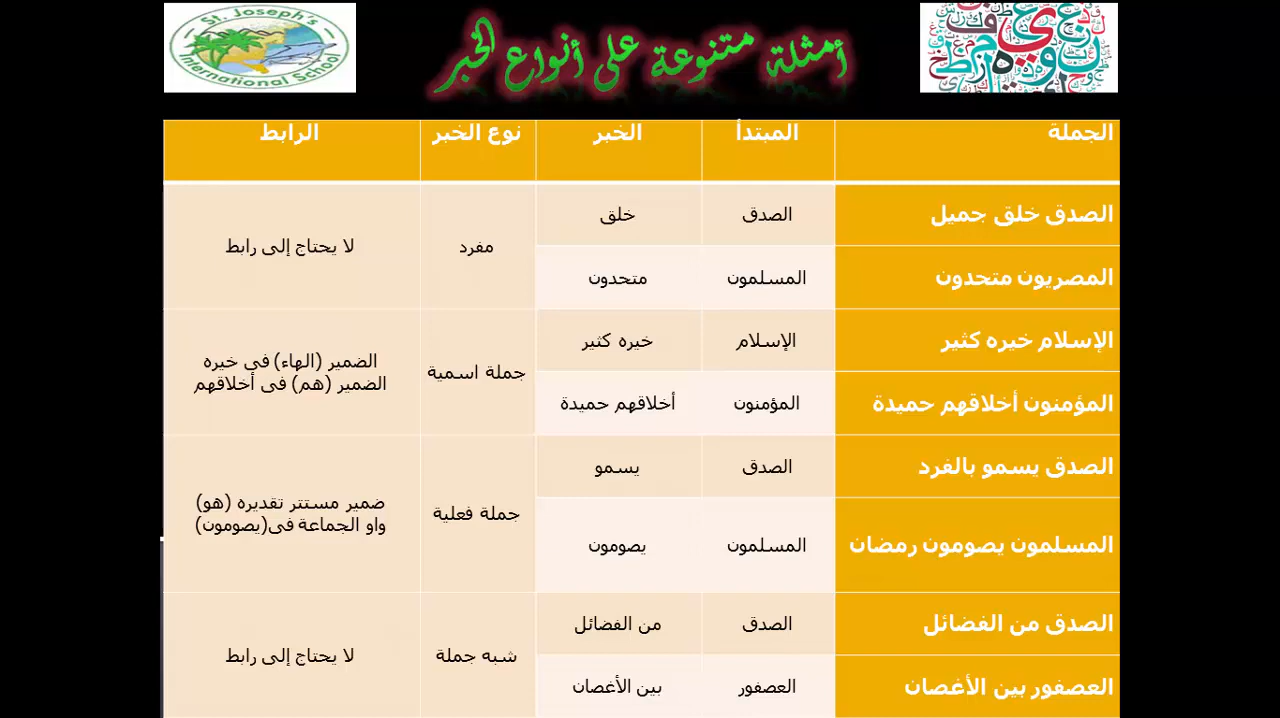 St. Joseph's
International School
أمثلة متنوعة على أنواع الخبر
الجملة المبتدأ الخبر نوع الخبر الرابط
الصدق خلق جميل الصدق خلق مفرد لا يحتاج إلى رابط
المصريون متحدون المسلمون متحدون
الإسلام خيره كثير الإسلام خيره كثير جملة اسمية الضمير (الهاء) فى خيره
الضمير (هم) فى أخلاقهم
المؤمنون أخلاقهم حميدة المؤمنون أخلاقهم حميدة
الصدق يسمو بالفرد الصدق يسمو جملة فعلية ضمير مستتر تقديره (هو)
واو الجماعة فى(يصومون)
المسلمون يصومون رمضان المسلمون يصومون
الصدق من الفضائل الصدق من الفضائل شبه جملة لا يحتاج إلى رابط
العصفور بين الأغصان العصفور بين الأغصان